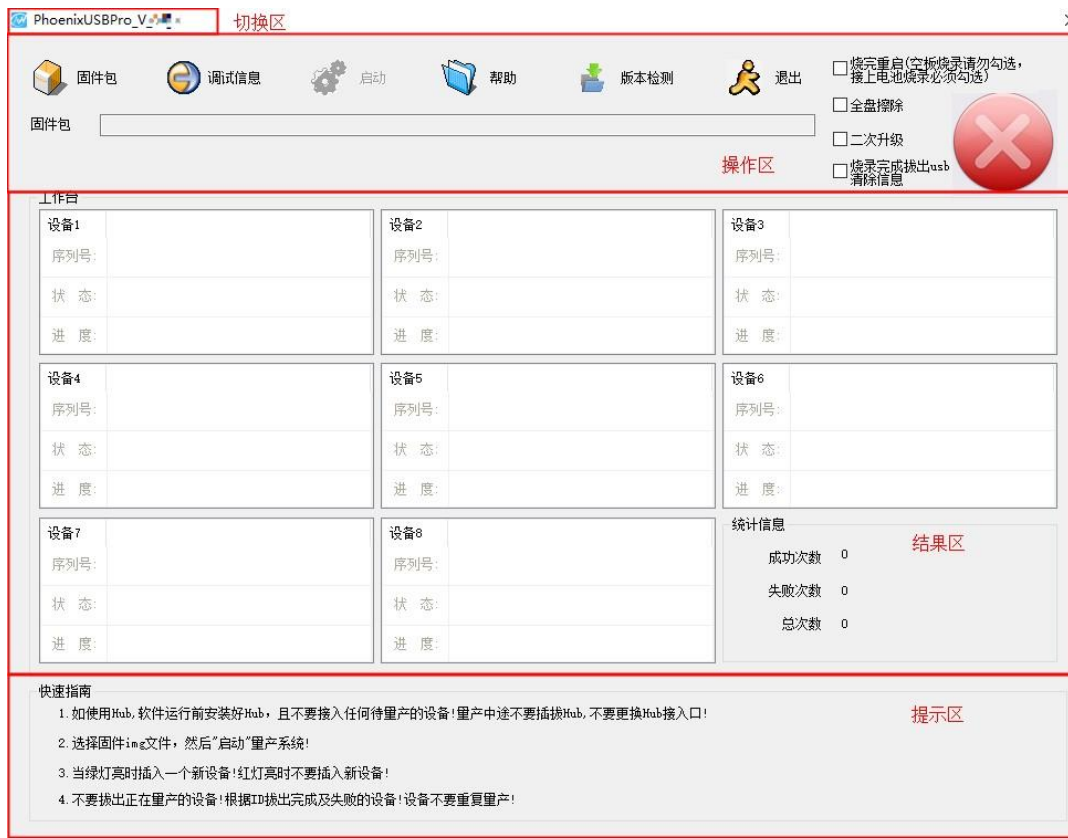 PhoenixUSBPro_V
切换区
固件包
调试信息
启动
帮助
版本检测
退出
烧完重启(空板烧录请勿勾选,
接上电池烧录必须勾选)
全盘擦除
二次升级
烧录完成拔出usb
清除信息
固件包
操作区
工作台
设备1
序列号:
状 态:
进 度:
设备2
序列号:
状 态:
进 度:
设备3
序列号:
状 态:
进 度:
设备4
序列号:
状 态:
进 度:
设备5
序列号:
状 态:
进 度:
设备6
序列号:
状 态:
进 度:
设备7
序列号:
状 态:
进 度:
设备8
序列号:
状 态:
进 度:
统计信息
结果区
成功次数 0
失败次数 0
总次数 0
快速指南
1.如使用Hub,软件运行前安装好Hub，且不要接入任何待量产的设备!量产中途不要插拔Hub,不要更换Hub接入口!
提示区
2.选择固件img文件，然后"启动"量产系统!
3.当绿灯亮时插入一个新设备!红灯亮时不要插入新设备!
4.不要拔出正在量产的设备!根据ID拔出完成及失败的设备!设备不要重复量产!